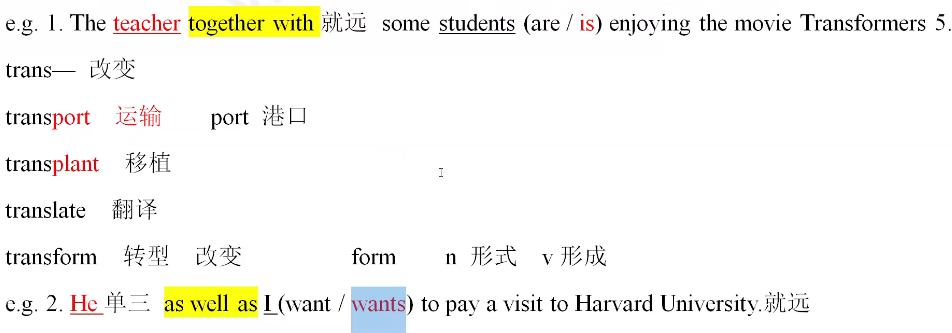 e.g. 1. The teacher together with 就远 some students (are / is) enjoying the movie Transformers 5.
trans— 改变
transport 运输 port 港口
transplant 移植
translate 翻译
transform 转型 改变 form n 形式 v 形成
e.g. 2. He 单三 as well as I (want / wants) to pay a visit to Harvard University.就远